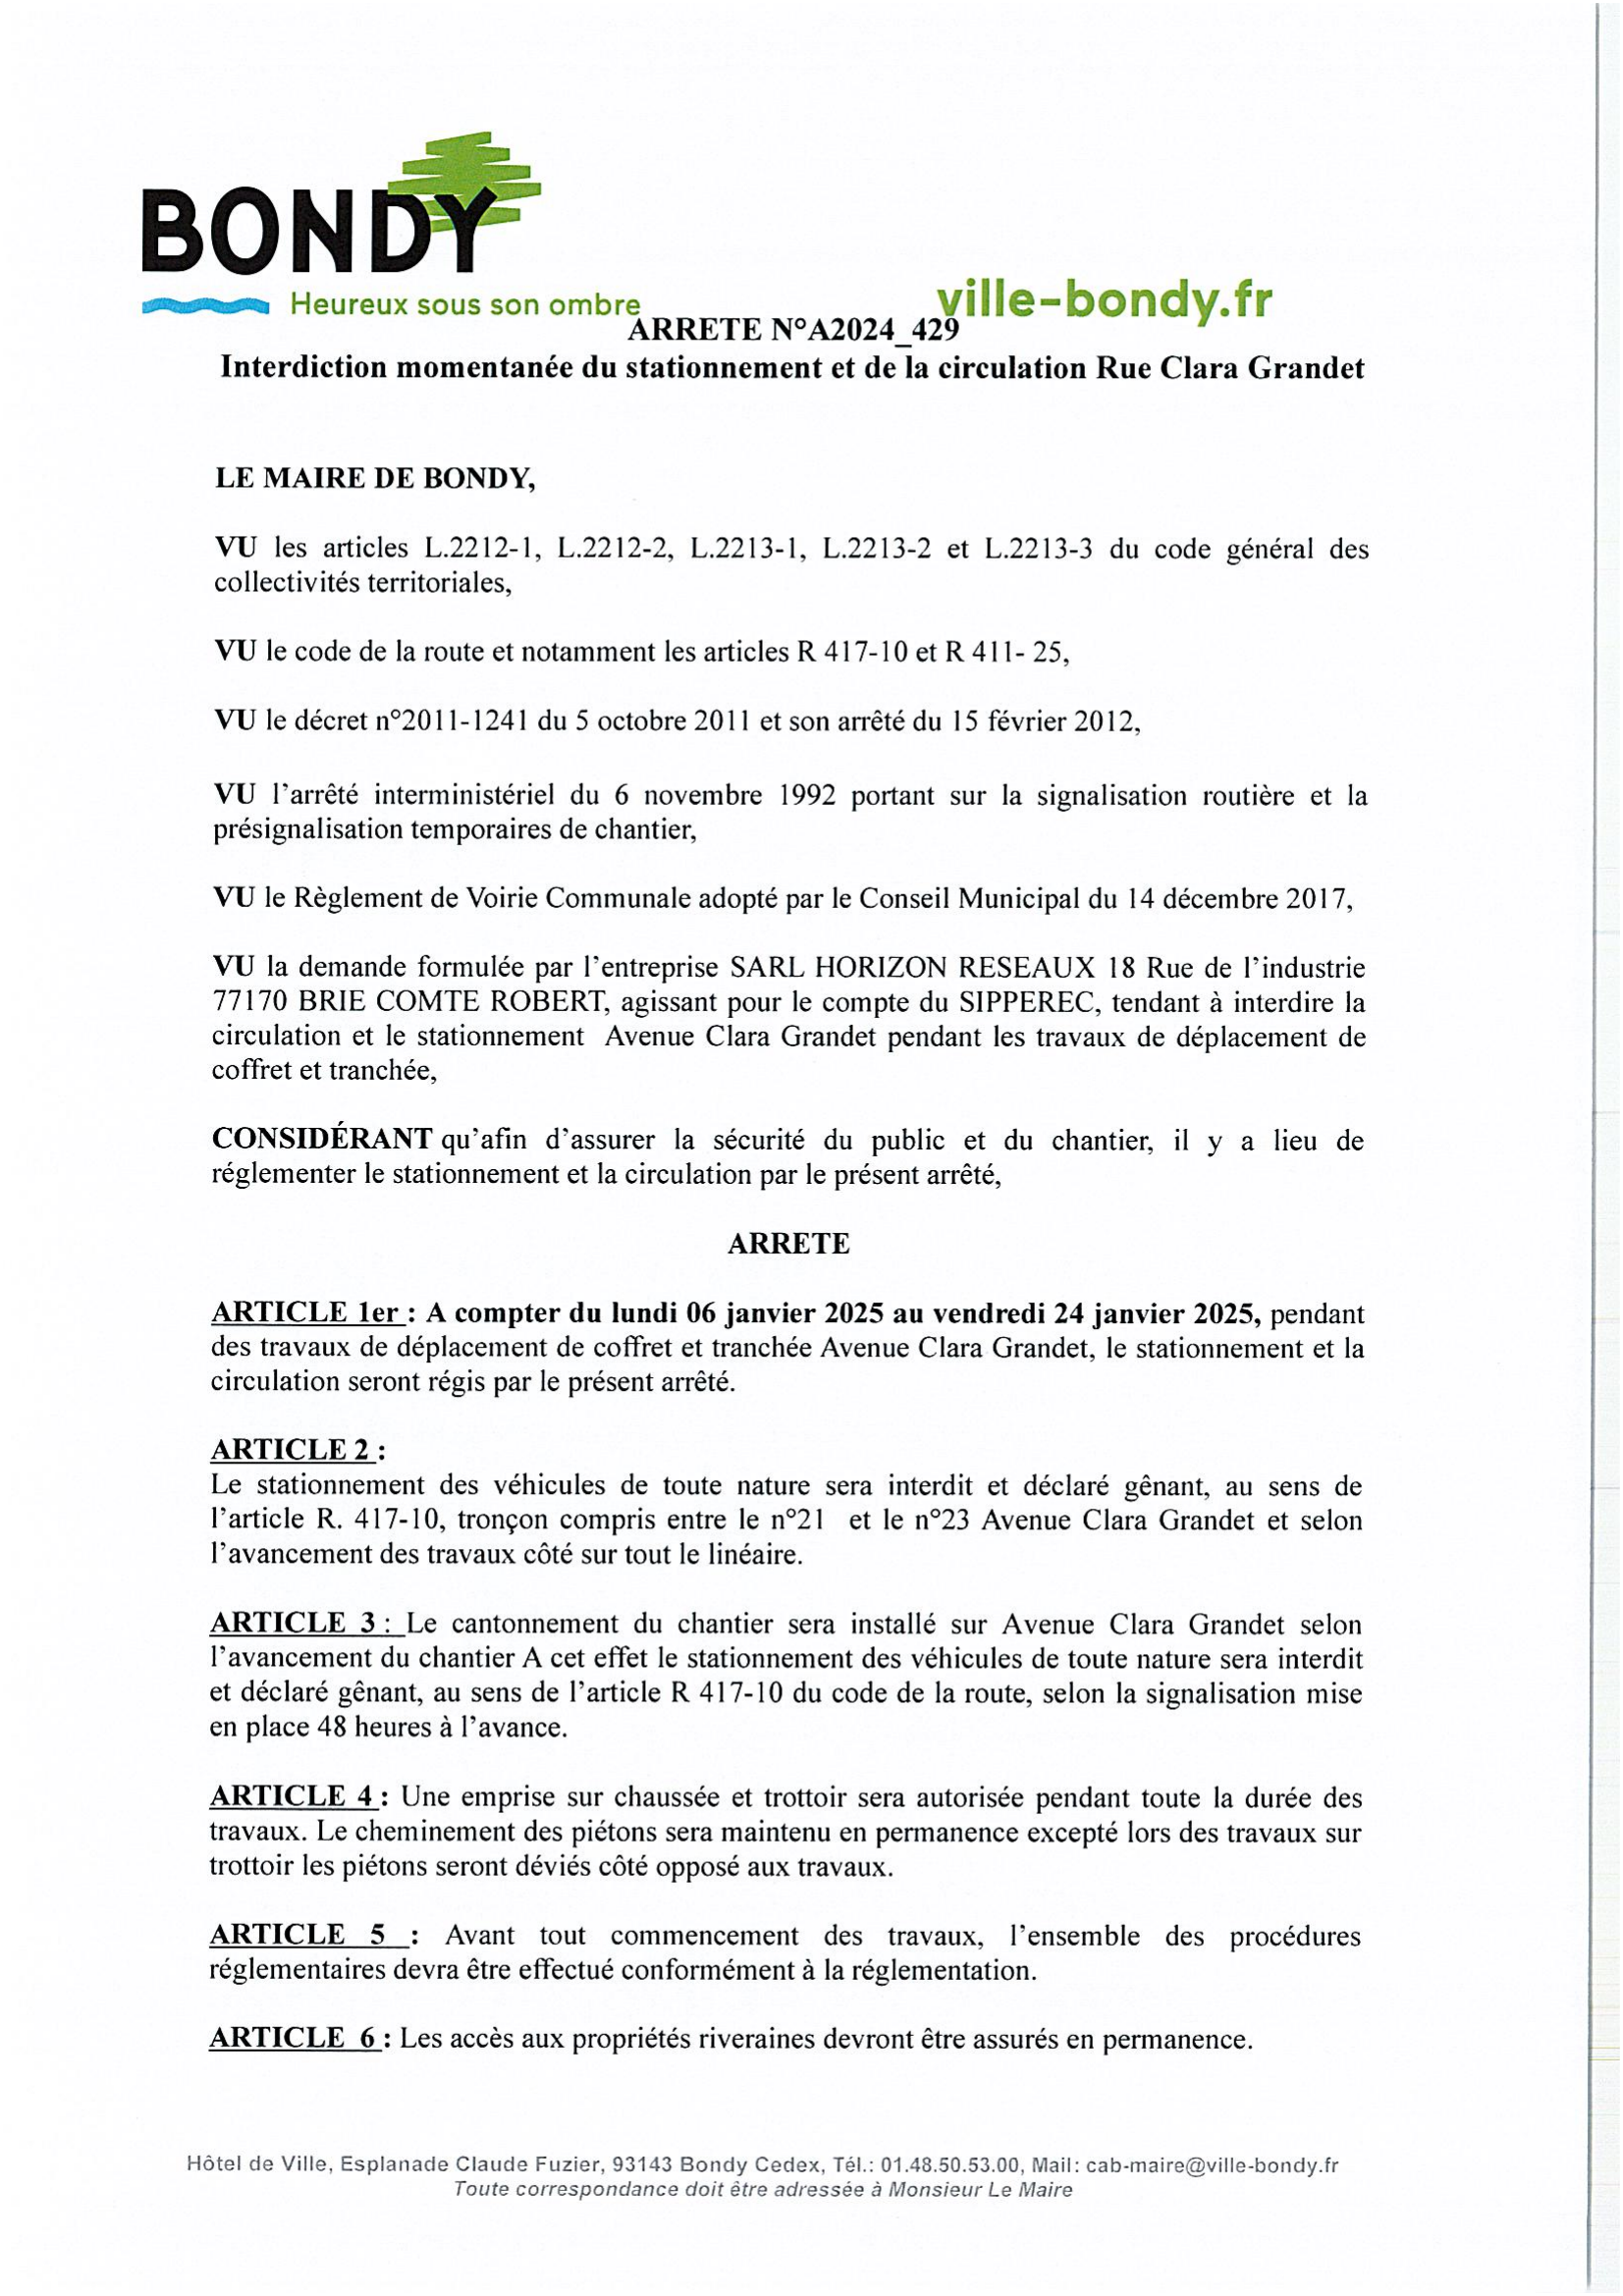 BONDY
Heureux sous son ombre
ville-bondy.fr
ARRETE N°A2024_429
Interdiction momentanée du stationnement et de la circulation Rue Clara Grandet
LE MAIRE DE BONDY,
VU les articles L.2212-1, L.2212-2, L.2213-1, L.2213-2 et L.2213-3 du code général des
collectivités territoriales,
VU le code de la route et notamment les articles R 417-10 et R 411- 25,
VU le décret n°2011-1241 du 5 octobre 2011 et son arrêté du 15 février 2012,
VU l'arrêté interministériel du 6 novembre 1992 portant sur la signalisation routière et la
présignalisation temporaires de chantier,
VU le Règlement de Voirie Communale adopté par le Conseil Municipal du 14 décembre 2017,
VU la demande formulée par l'entreprise SARL HORIZON RESEAUX 18 Rue de l'industrie
77170 BRIE COMTE ROBERT, agissant pour le compte du SIPPEREC, tendant à interdire la
circulation et le stationnement Avenue Clara Grandet pendant les travaux de déplacement de
coffret et tranchée,
CONSIDÉRANT qu'afin d'assurer la sécurité du public et du chantier, il y a lieu de
réglementer le stationnement et la circulation par le présent arrêté,
ARRETE
ARTICLE 1er : A compter du lundi 06 janvier 2025 au vendredi 24 janvier 2025, pendant
des travaux de déplacement de coffret et tranchée Avenue Clara Grandet, le stationnement et la
circulation seront régis par le présent arrêté.
ARTICLE 2 :
Le stationnement des véhicules de toute nature sera interdit et déclaré gênant, au sens de
l'article R. 417-10, tronçon compris entre le n°21 et le n°23 Avenue Clara Grandet et selon
l'avancement des travaux côté sur tout le linéaire.
ARTICLE 3 : Le cantonnement du chantier sera installé sur Avenue Clara Grandet selon
l'avancement du chantier A cet effet le stationnement des véhicules de toute nature sera interdit
et déclaré gênant, au sens de l'article R 417-10 du code de la route, selon la signalisation mise
en place 48 heures à l'avance.
ARTICLE 4 : Une emprise sur chaussée et trottoir sera autorisée pendant toute la durée des
travaux. Le cheminement des piétons sera maintenu en permanence excepté lors des travaux sur
trottoir les piétons seront déviés côté opposé aux travaux.
ARTICLE 5 : Avant tout commencement des travaux, l'ensemble des procédures
réglementaires devra être effectué conformément à la réglementation.
ARTICLE 6 : Les accès aux propriétés riveraines devront être assurés en permanence.
Hôtel de Ville, Esplanade Claude Fuzier, 93143 Bondy Cedex, Tél.: 01.48.50.53.00, Mail: cab-maire@ville-bondy.fr
Toute correspondance doit être adressée à Monsieur Le Maire